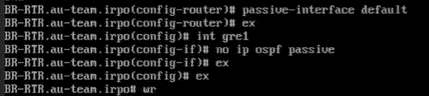 BR-RTR.au-team.irpo(config-router)# passive-interface default
BR-RTR.au-team.irpo(config-router)# ex
BR-RTR.au-team.irpo(config)# int gre1
BR-RTR.au-team.irpo(config-if)# no ip ospf passive
BR-RTR.au-team.irpo(config-if)# ex
BR-RTR.au-team.irpo(config)# ex
BR-RTR.au-team.irpo# wr